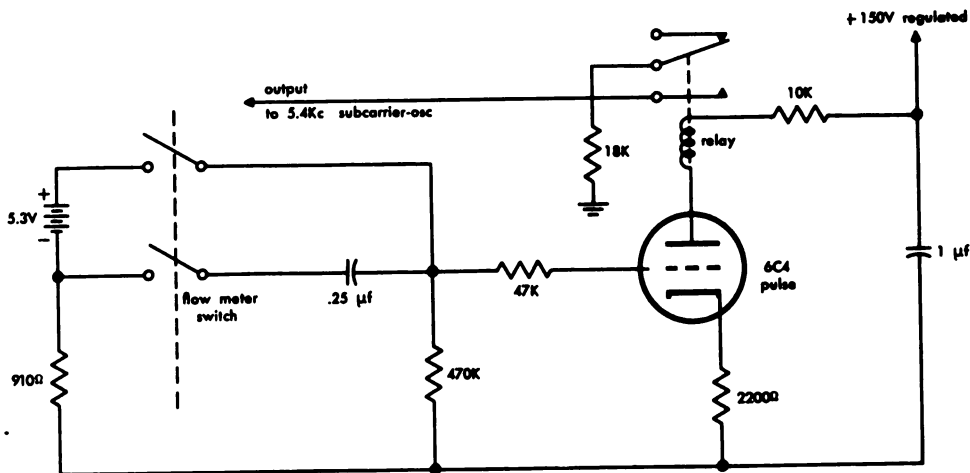 +150V regulated
output
to 5.4Kc subcarrier-osc
10K
relay
18K
+
5.3V
-
flow meter
switch
.25 μf
47K
6C4
pulse
1 μf
910Ω
470K
2200Ω